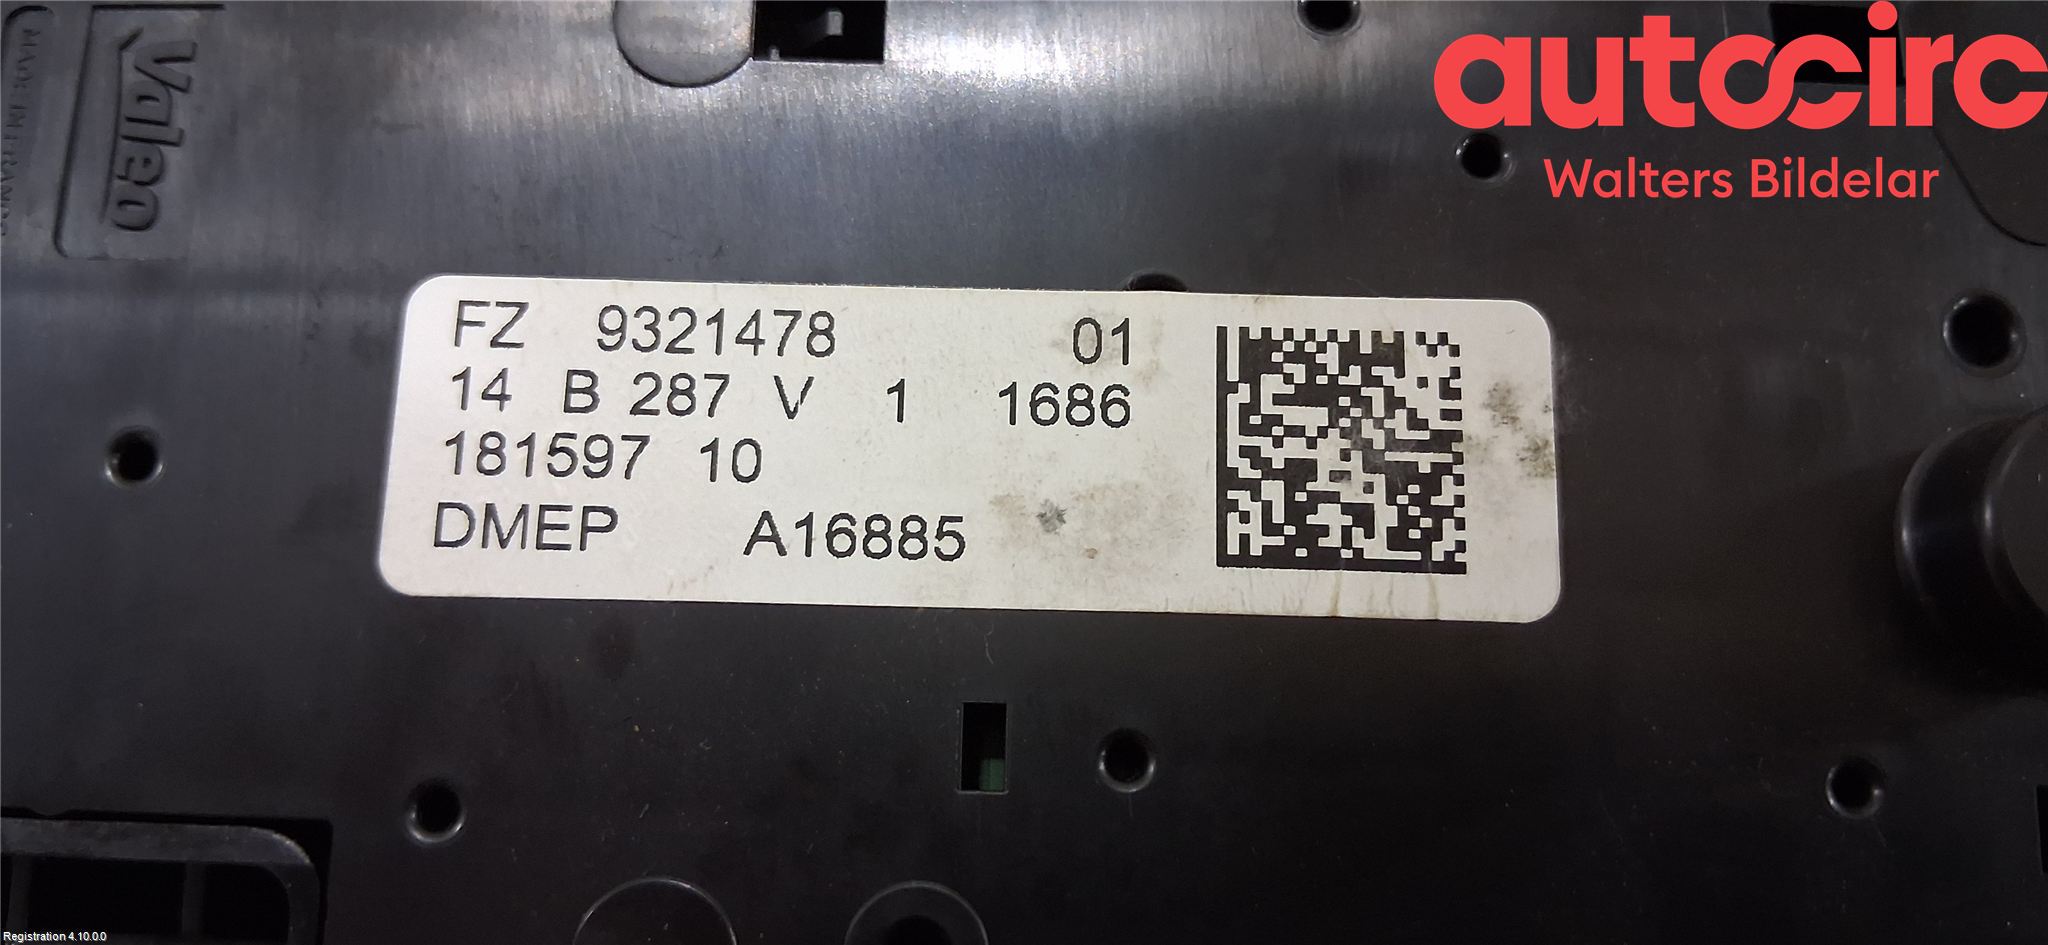 autocirc
Walters Bildelar
Valeo
FZ 9321478 01
14 B 287 V 1 1686
181597 10
DMEP A16885
Registration 4.10.0.0